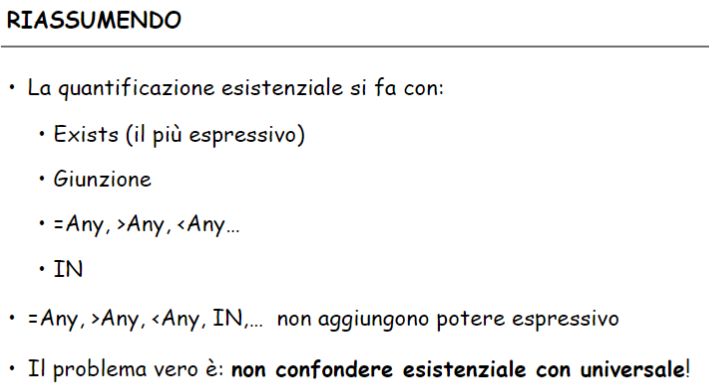 RIASSUMENDO
• La quantificazione esistenziale si fa con:
• Exists (il più espressivo)
• Giunzione
• =Any, >Any, <Any…
• IN
• =Any, >Any, <Any, IN,… non aggiungono potere espressivo
• Il problema vero è: non confondere esistenziale con universale!